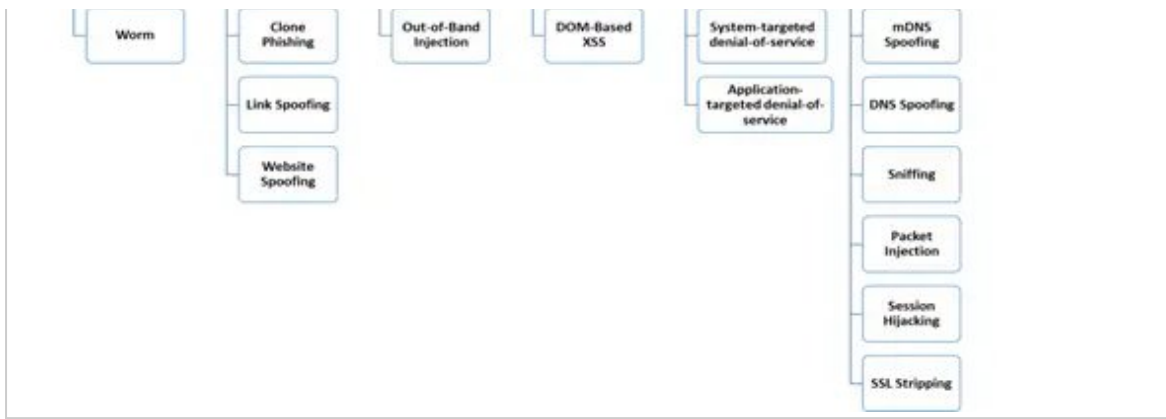 Worm
Clone
Phishing
Link Spoofing
Website
Spoofing
Out-of-Band
Injection
DOM-Based
XSS
System-targeted
denial-of-service
Application-
targeted denial-of-
service
mDNS
Spoofing
DNS Spoofing
Sniffing
Packet
Injection
Session
Hijacking
SSL Stripping